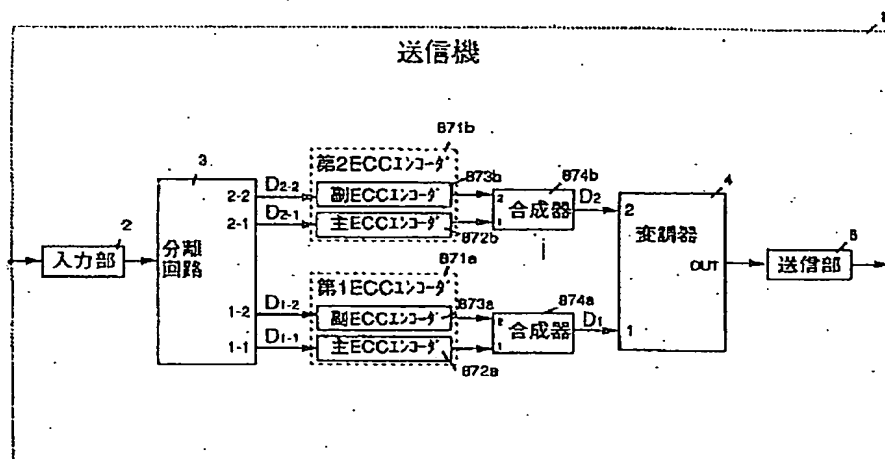 1
送信機
871b
第2ECCエンコーダ
873b
3
D2-2
2-2
副ECCエンコーダ
874b
D2
4
2
2-1
D2-1
主ECCエンコーダ
1
合成器
2
変調器
2
入力部
分離
回路
872b
OUT
5
送信部
871a
第1ECCエンコーダ
873a
1-2
D1-2
副ECCエンコーダ
874a
2
合成器
D1
1
1-1
D1-1
主ECCエンコーダ
1
872a